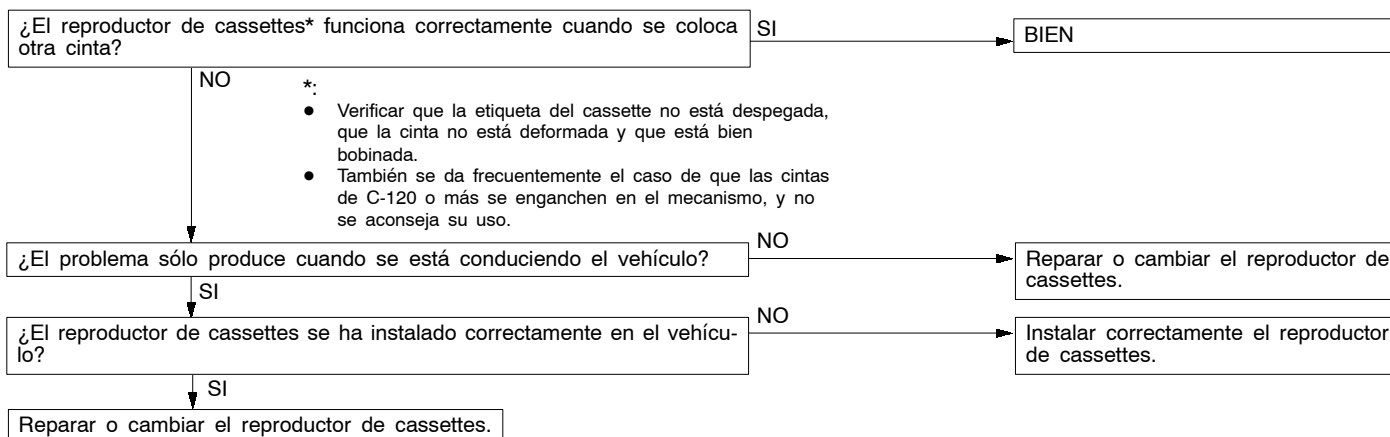 ¿El reproductor de cassettes* funciona correctamente cuando se coloca
otra cinta?
SI
BIEN
NO
*:
● Verificar que la etiqueta del cassette no está despegada,
que la cinta no está deformada y que está bien
bobinada.
● También se da frecuentemente el caso de que las cintas
de C-120 o más se enganchen en el mecanismo, y no
se aconseja su uso.
¿El problema sólo produce cuando se está conduciendo el vehículo?
NO
Reparar o cambiar el reproductor de
cassettes.
SI
¿El reproductor de cassettes se ha instalado correctamente en el vehícu-
lo?
NO
Instalar correctamente el reproductor
de cassettes.
SI
Reparar o cambiar el reproductor de cassettes.